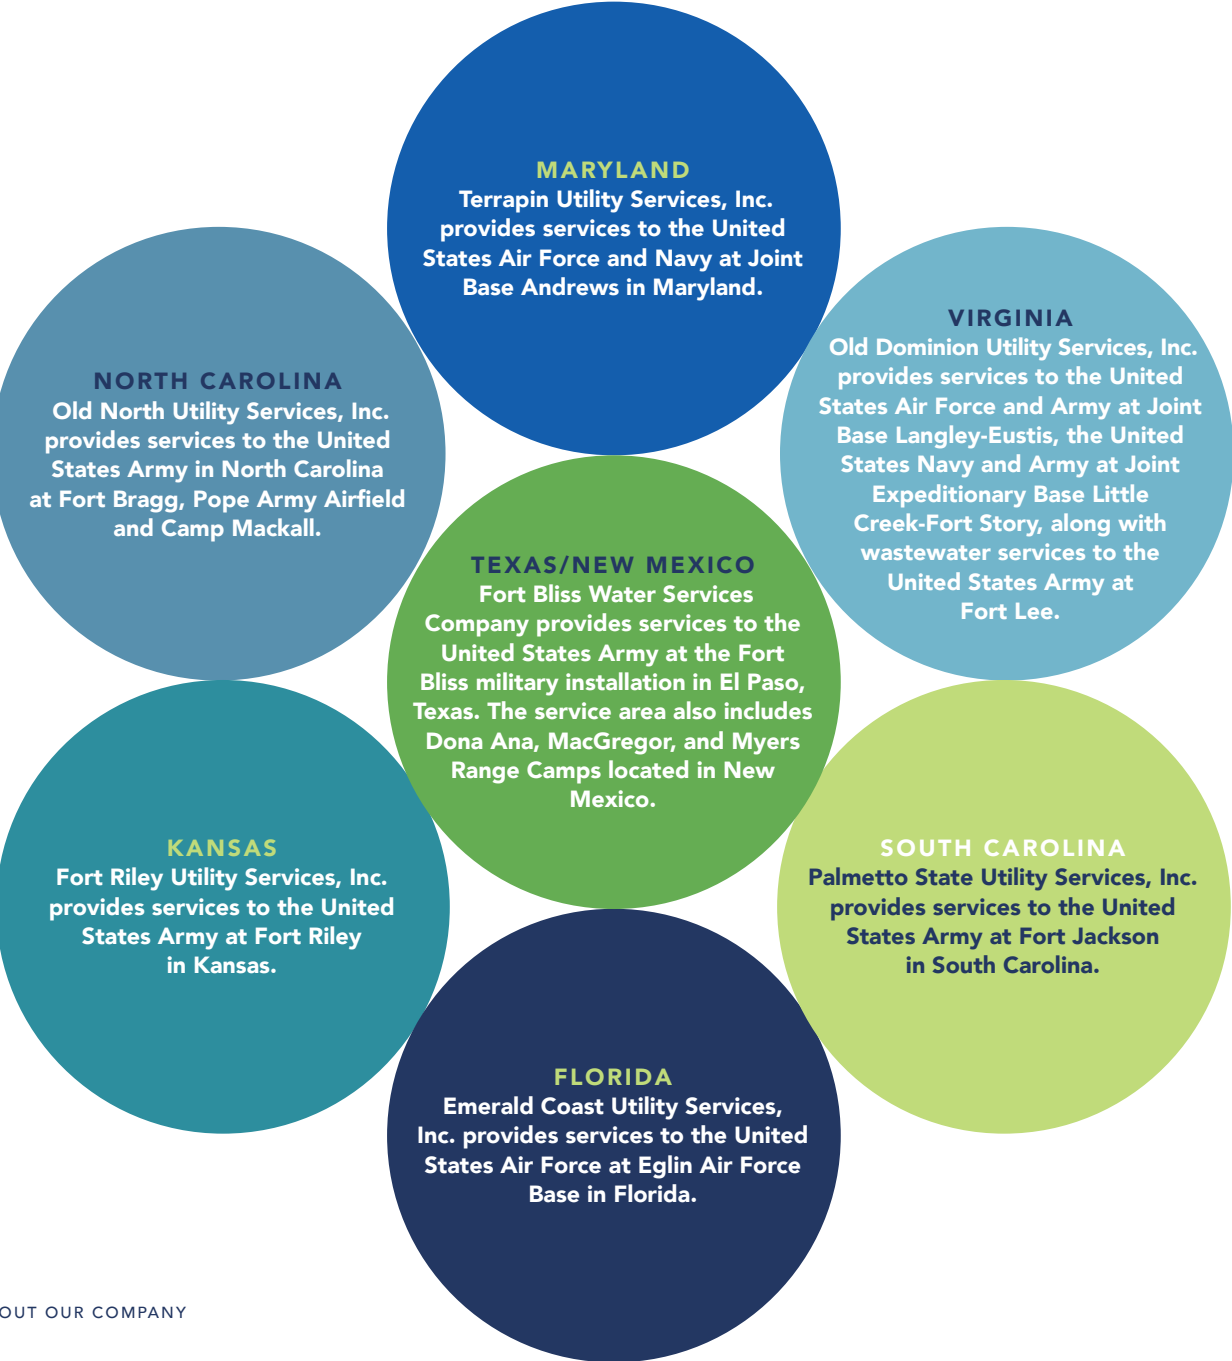 MARYLAND
Terrapin Utility Services, Inc.
provides services to the United
States Air Force and Navy at Joint
Base Andrews in Maryland.
NORTH CAROLINA
Old North Utility Services, Inc.
provides services to the United
States Army in North Carolina
at Fort Bragg, Pope Army Airfield
and Camp Mackall.
VIRGINIA
Old Dominion Utility Services, Inc.
provides services to the United
States Air Force and Army at Joint
Base Langley-Eustis, the United
States Navy and Army at Joint
Expeditionary Base Little
Creek-Fort Story, along with
wastewater services to the
United States Army at
Fort Lee.
TEXAS/NEW MEXICO
Fort Bliss Water Services
Company provides services to the
United States Army at the Fort
Bliss military installation in El Paso,
Texas. The service area also includes
Dona Ana, MacGregor, and Myers
Range Camps located in New
Mexico.
KANSAS
Fort Riley Utility Services, Inc.
provides services to the United
States Army at Fort Riley
in Kansas.
SOUTH CAROLINA
Palmetto State Utility Services, Inc.
provides services to the United
States Army at Fort Jackson
in South Carolina.
FLORIDA
Emerald Coast Utility Services,
Inc. provides services to the United
States Air Force at Eglin Air Force
Base in Florida.
OUT OUR COMPANY